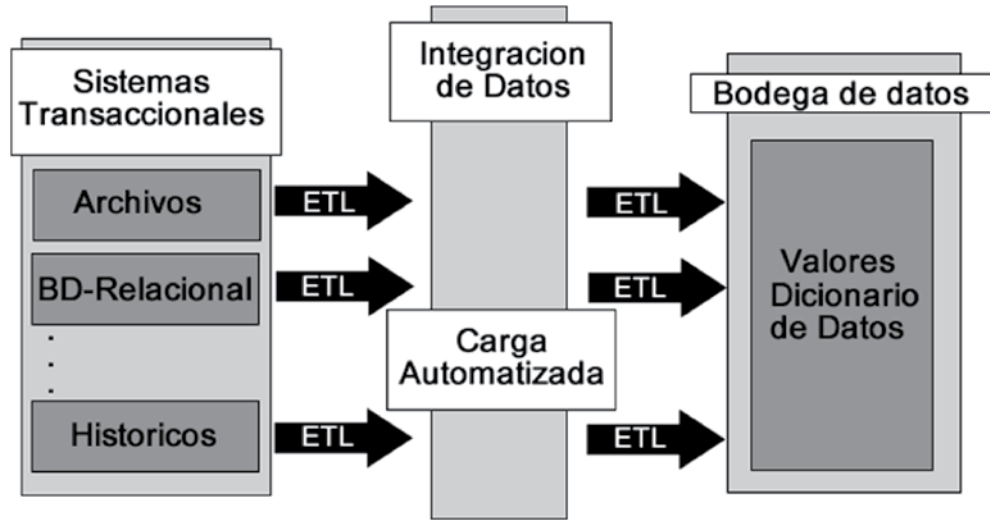 Sistemas
Transaccionales
Archivos
BD-Relacional
.
.
.
Historicos
ETL
ETL
ETL
Integracion
de Datos
Carga
Automatizada
ETL
ETL
ETL
Bodega de datos
Valores
Dicionario
de Datos